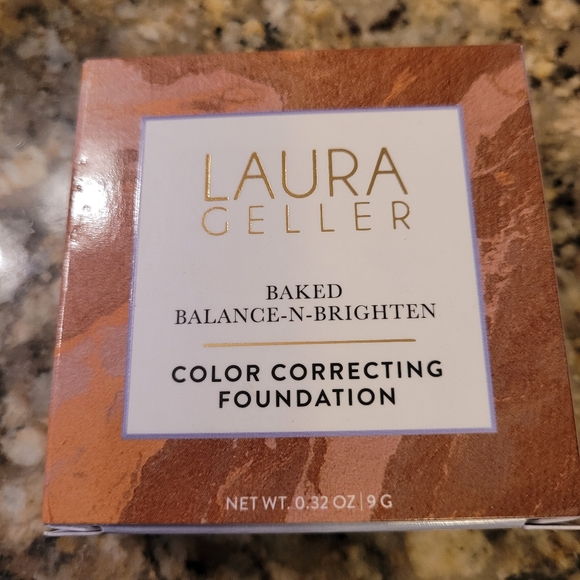 LAURA
GELLER
BAKED
BALANCE-N-BRIGHTEN
COLOR CORRECTING
FOUNDATION
NET WT. 0.32 OZ | 9 G